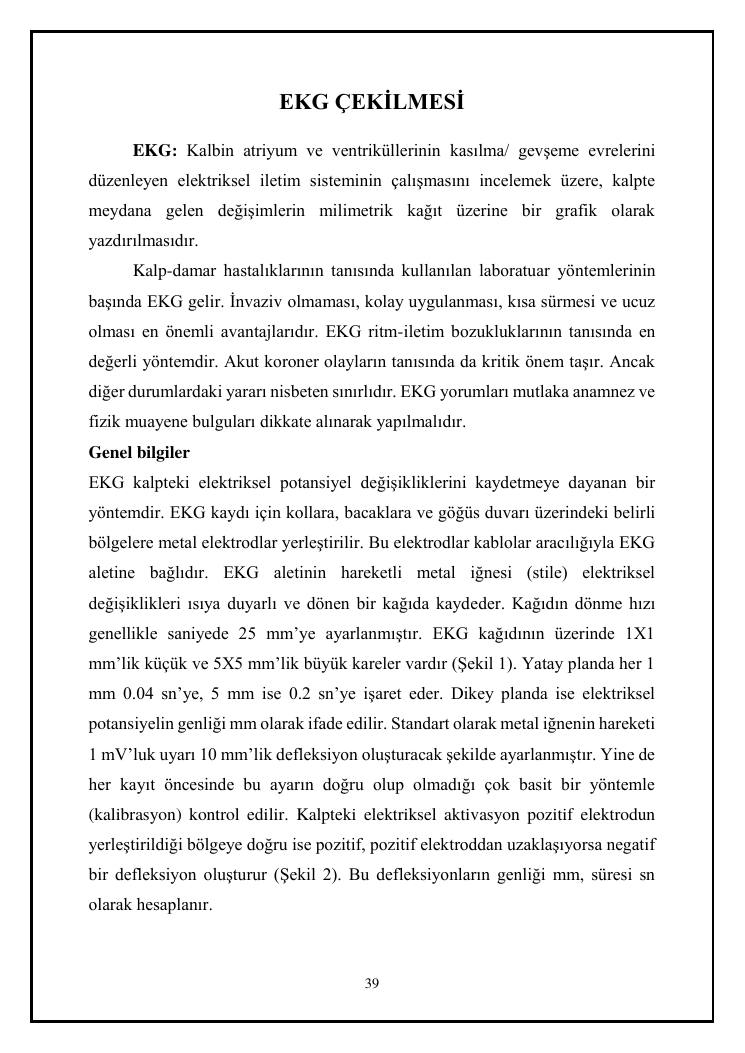 EKG ÇEKİLMESİ
EKG: Kalbin atriyum ve ventriküllerinin kasılma/ gevşeme evrelerini
düzenleyen elektriksel iletim sisteminin çalışmasını incelemek üzere, kalpte
meydana gelen değişimlerin milimetrik kağıt üzerine bir grafik olarak
yazdırılmasıdır.
Kalp-damar hastalıklarının tanısında kullanılan laboratuar yöntemlerinin
başında EKG gelir. İnvaziv olmaması, kolay uygulanması, kısa sürmesi ve ucuz
olması en önemli avantajlarıdır. EKG ritm-iletim bozukluklarının tanısında en
değerli yöntemdir. Akut koroner olayların tanısında da kritik önem taşır. Ancak
diğer durumlardaki yararı nisbeten sınırlıdır. EKG yorumları mutlaka anamnez ve
fizik muayene bulguları dikkate alınarak yapılmalıdır.
Genel bilgiler
EKG kalpteki elektriksel potansiyel değişikliklerini kaydetmeye dayanan bir
yöntemdir. EKG kaydı için kollara, bacaklara ve göğüs duvarı üzerindeki belirli
bölgelere metal elektrodlar yerleştirilir. Bu elektrodlar kablolar aracılığıyla EKG
aletine bağlıdır. EKG aletinin hareketli metal iğnesi (stile) elektriksel
değişiklikleri ısıya duyarlı ve dönen bir kağıda kaydeder. Kağıdın dönme hızı
genellikle saniyede 25 mm’ye ayarlanmıştır. EKG kağıdının üzerinde 1X1
mm’lik küçük ve 5X5 mm’lik büyük kareler vardır (Şekil 1). Yatay planda her 1
mm 0.04 sn’ye, 5 mm ise 0.2 sn’ye işaret eder. Dikey planda ise elektriksel
potansiyelin genliği mm olarak ifade edilir. Standart olarak metal iğnenin hareketi
1 mV’luk uyarı 10 mm’lik defleksiyon oluşturacak şekilde ayarlanmıştır. Yine de
her kayıt öncesinde bu ayarın doğru olup olmadığı çok basit bir yöntemle
(kalibrasyon) kontrol edilir. Kalpteki elektriksel aktivasyon pozitif elektrodun
yerleştirildiği bölgeye doğru ise pozitif, pozitif elektroddan uzaklaşıyorsa negatif
bir defleksiyon oluşturur (Şekil 2). Bu defleksiyonların genliği mm, süresi sn
olarak hesaplanır.
39